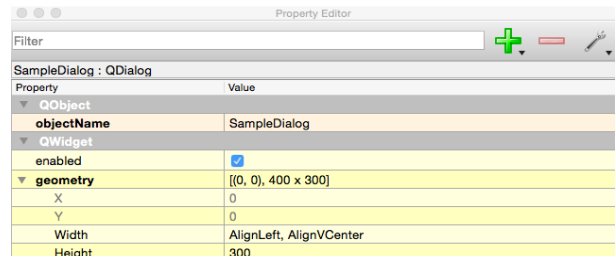 Property Editor
Filter
SampleDialog : QDialog
Property Value
QObject
objectName SampleDialog
QWidget
enabled
geometry [(0, 0), 400 x 300]
X 0
Y 0
Width AlignLeft, AlignVCenter
Height 300